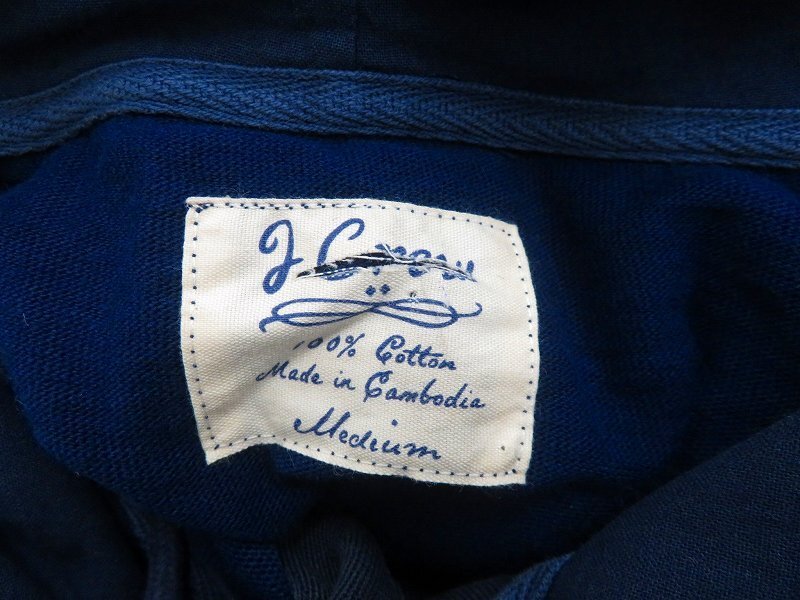 J. Crew
100% Cotton
Made in Cambodia
Medium